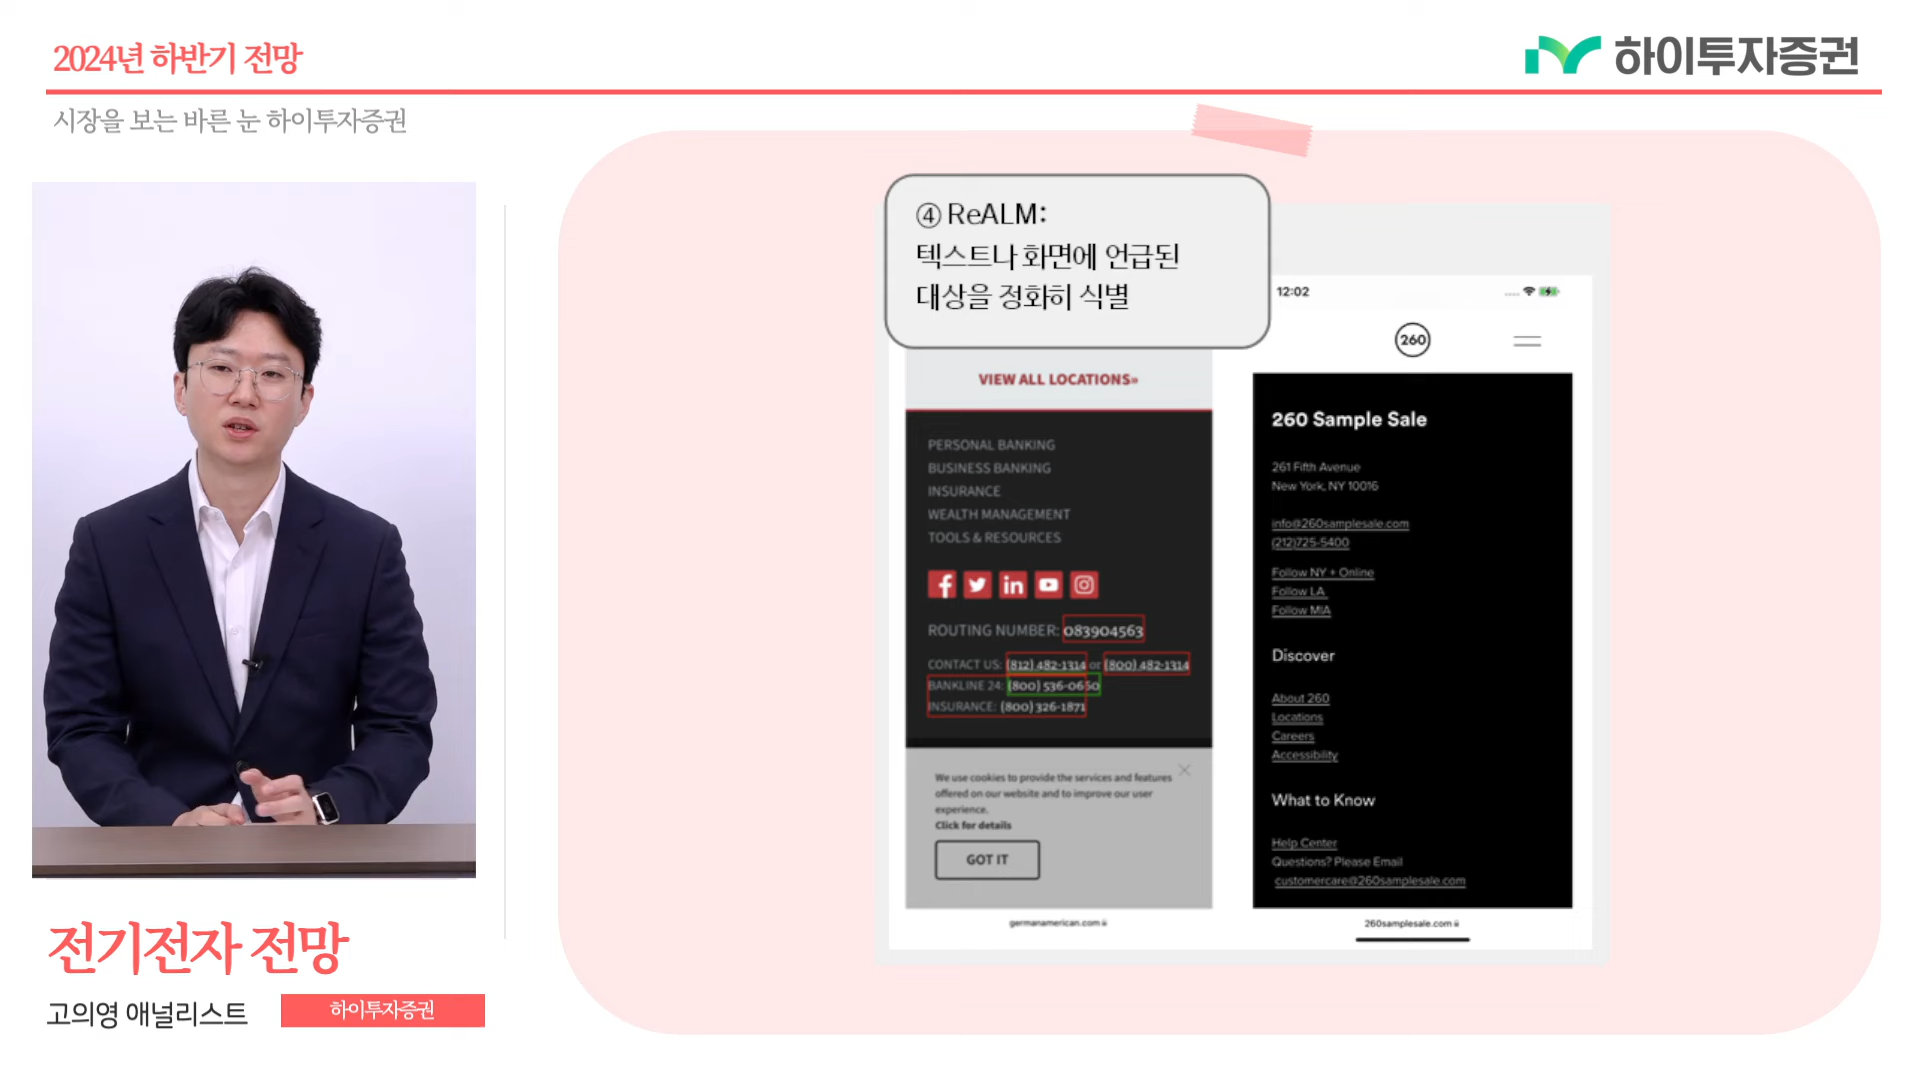 2024년 하반기 전망
하이투자증권
시장을 보는 바른 눈 하이투자증권
④ ReALM:
텍스트나 화면에 언급된
대상을 정화히 식별
VIEW ALL LOCATIONS»
PERSONAL BANKING
BUSINESS BANKING
INSURANCE
WEALTH MANAGEMENT
TOOLS & RESOURCES
ROUTING NUMBER: 083904563
CONTACT US: (812) 482-1314 or (800) 482-1314
BANKLINE 24: (800) 536-0650
INSURANCE: (800) 326-1871
We use cookies to provide the services and features
offered on our website and to improve our user
experience.
Click for details
GOT IT
germanamerican.com
12:02
260
260 Sample Sale
261 Fifth Avenue
New York, NY 10016
info@260samplesale.com
(212)725-5400
Follow NY + Online
Follow LA
Follow MIA
Discover
About 260
Locations
Careers
Accessibility
What to Know
Help Center
Questions? Please Email
customercare@260samplesale.com
260samplesale.com
전기전자 전망
고의영 애널리스트
하이투자증권